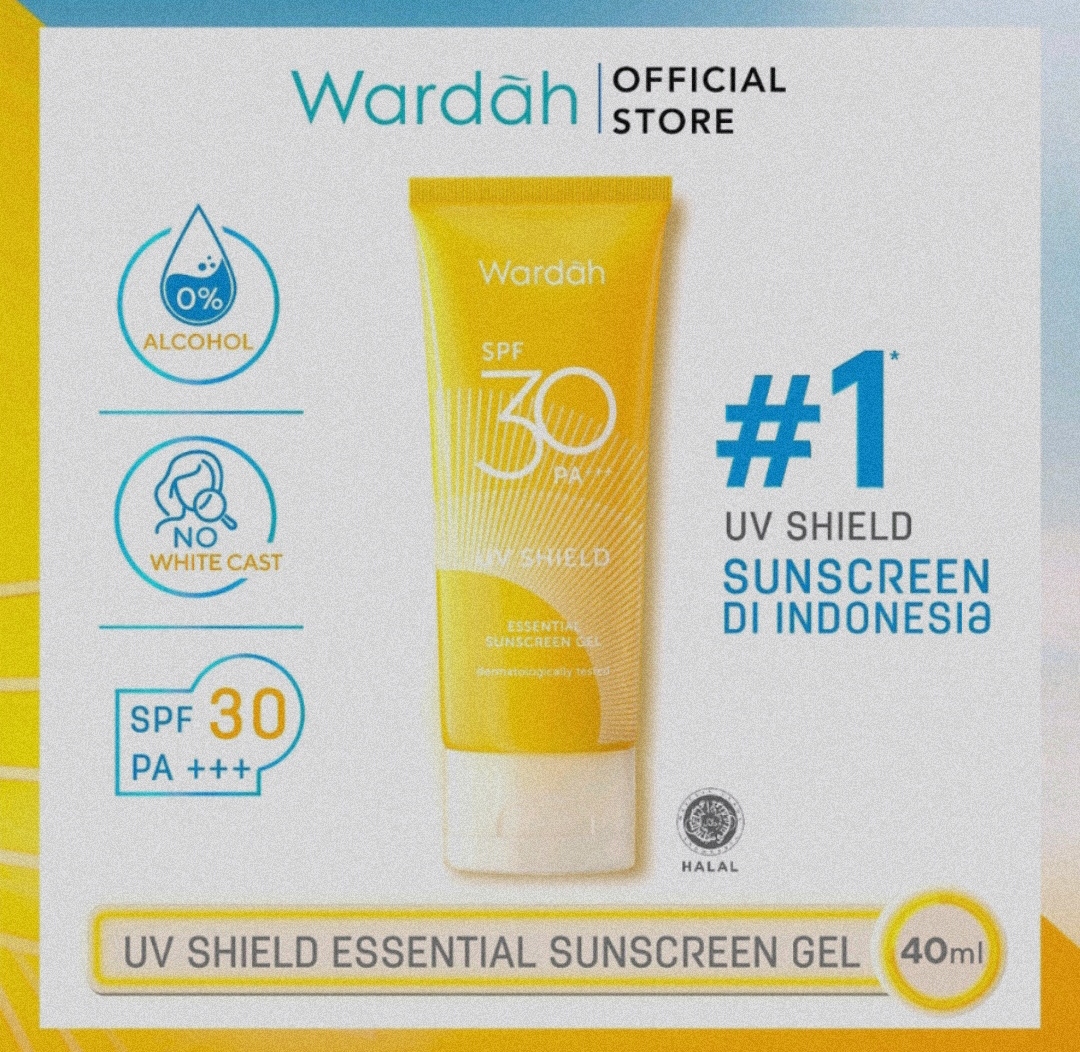 Wardah
OFFICIAL
STORE
0%
ALCOHOL
NO
WHITE CAST
SPF 30
PA +++
Wardah
SPF
30
PA+++
UV SHIELD
ESSENTIAL
SUNSCREEN GEL
dermatologically tested
#1*
UV SHIELD
SUNSCREEN
DI INDONESIA
HALAL
UV SHIELD ESSENTIAL SUNSCREEN GEL
40ml